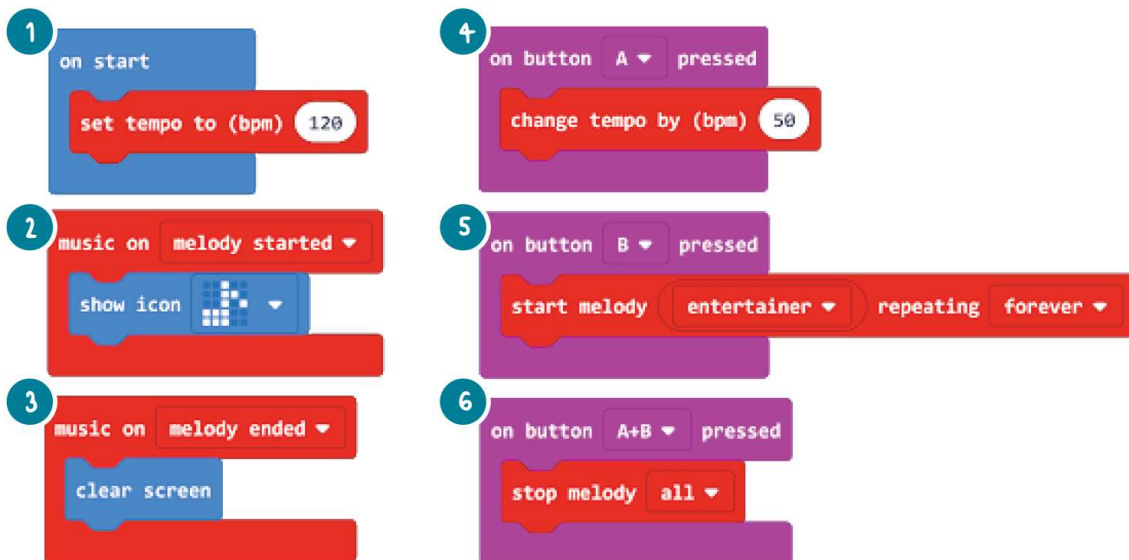 1
on start
set tempo to (bpm) 120
2
music on melody started
show icon
3
music on melody ended
clear screen
4
on button A pressed
change tempo by (bpm) 50
5
on button B pressed
start melody entertainer repeating forever
6
on button A+B pressed
stop melody all